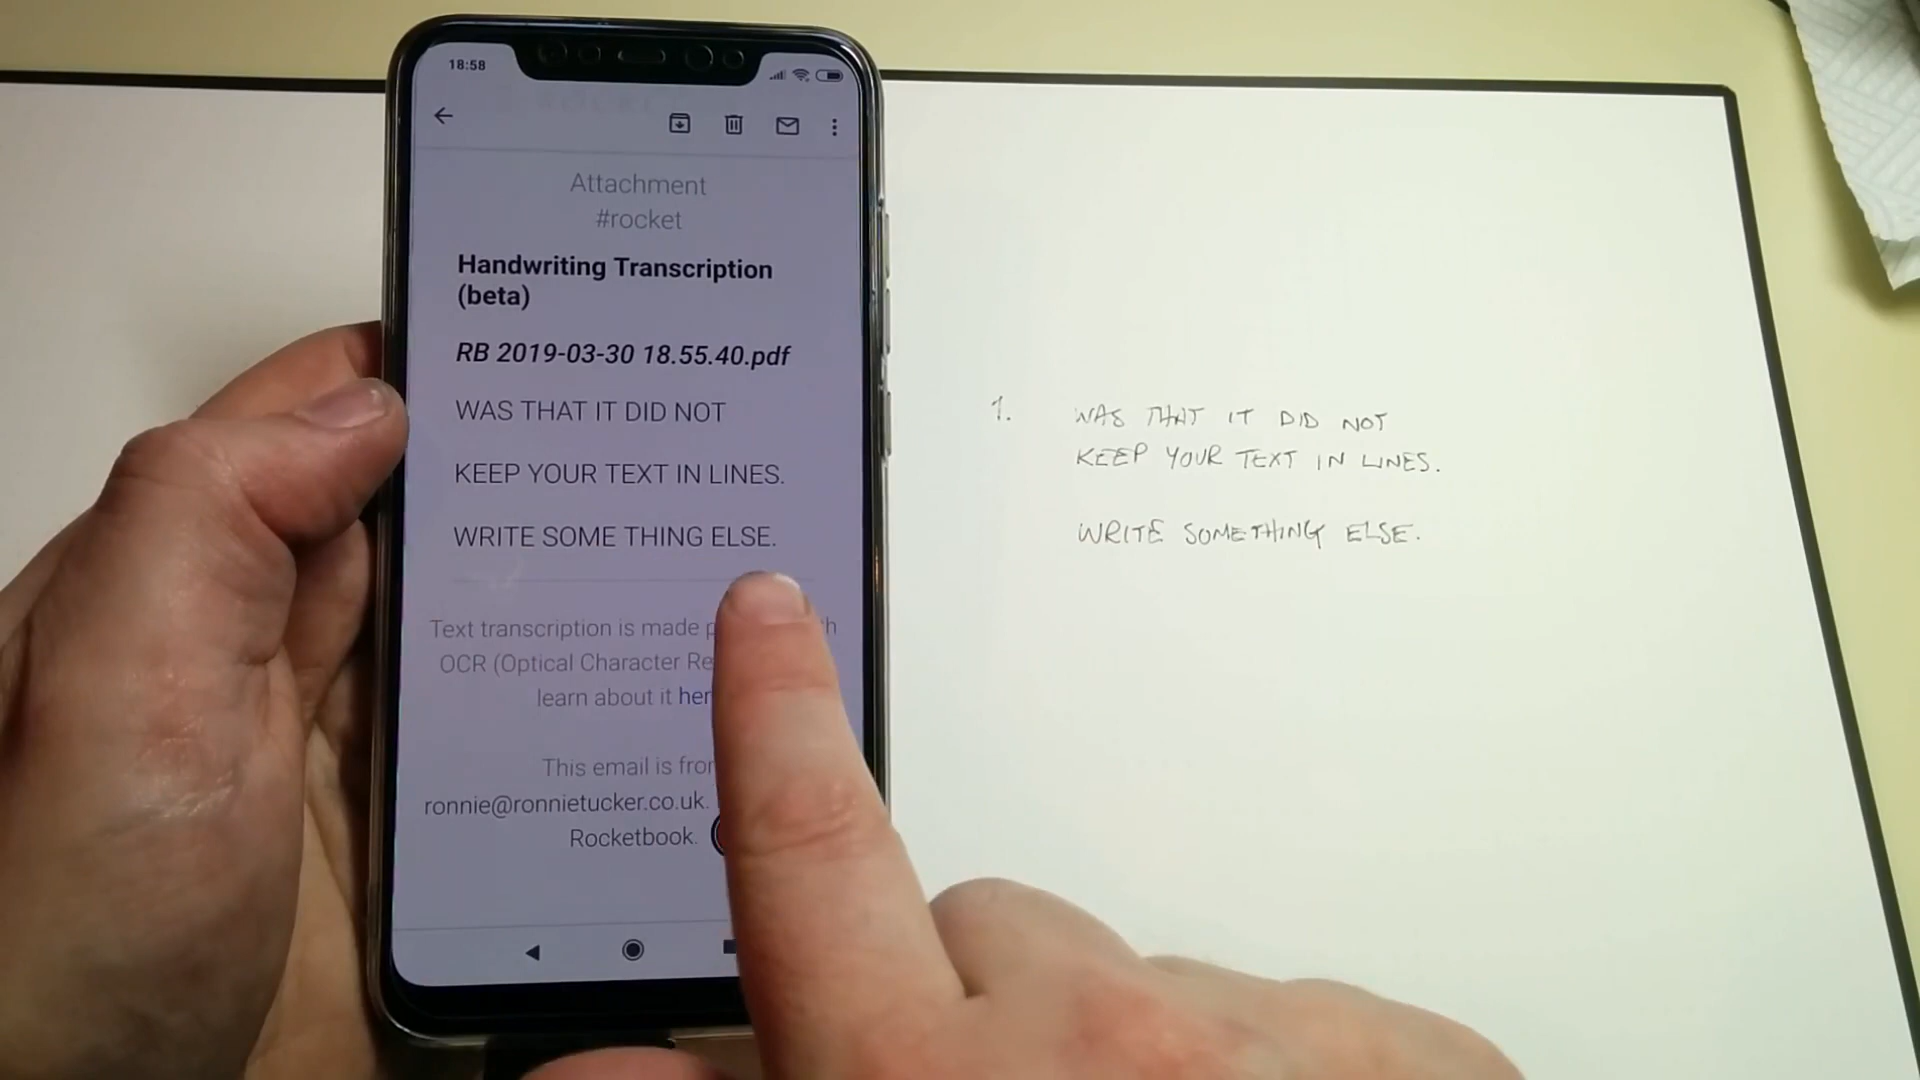 18:58
Attachment
#rocket
Handwriting Transcription
(beta)
RB 2019-03-30 18.55.40.pdf
WAS THAT IT DID NOT
KEEP YOUR TEXT IN LINES.
WRITE SOME THING ELSE.
Text transcription is made
OCR (Optical Character
learn about it
This email is
ronnie@ronnietucker.co.uk.
Rocketbook.
1. WAS THAT IT DID NOT
KEEP YOUR TEXT IN LINES.
WRITE SOMETHING ELSE.